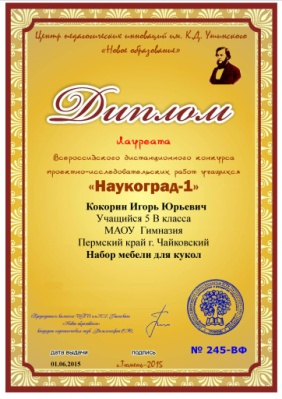 Центр педагогических инноваций им. К.Д. Ушинского
«Новое образование»
Диплом
Лауреата
Всероссийского дистанционного конкурса
проектно-исследовательских работ учащихся
«Наукоград-1»
Кокорин Игорь Юрьевич
Учащийся 5 В класса
МАОУ Гимназия
Пермский край г. Чайковский
Набор мебели для кукол
№ 245-ВФ
дата выдачи
подпись
01.06.2015
г.Тюмень-2015